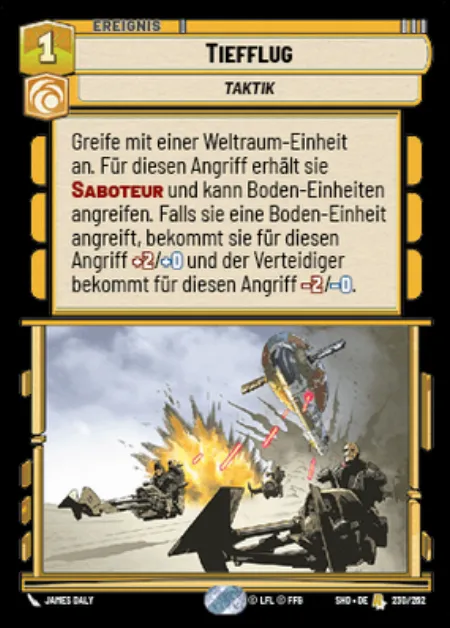 EREIGNIS
1
TIEFFLUG
TAKTIK
Greife mit einer Weltraum-Einheit
an. Für diesen Angriff erhält sie
SABOTEUR und kann Boden-Einheiten
angreifen. Falls sie eine Boden-Einheit
angreift, bekommt sie für diesen
Angriff +2/+0 und der Verteidiger
bekommt für diesen Angriff -2/-0.
JAMES DALY
© LFL © FFG
SHD • DE
230/262